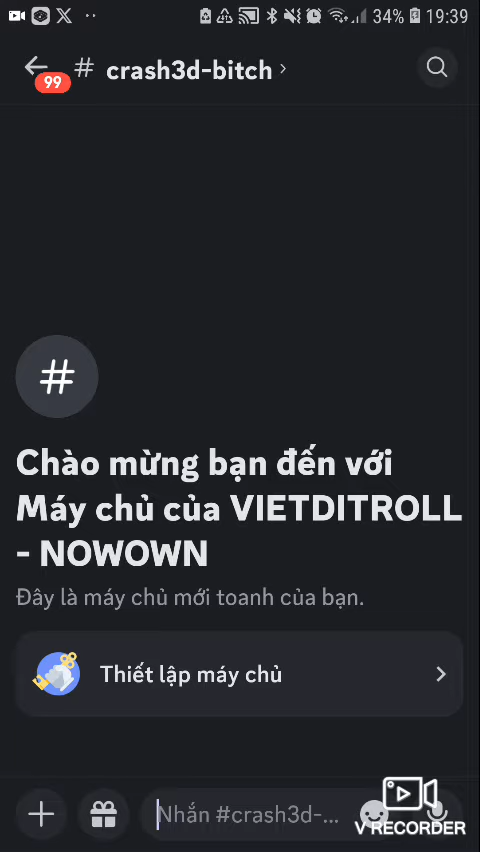 34% 19:39
99
# crash3d-bitch
#
Chào mừng bạn đến với
Máy chủ của VIETDITROLL
- NOWOWN
Đây là máy chủ mới toanh của bạn.
Thiết lập máy chủ
Nhắn #crash3d-...
V RECORDER